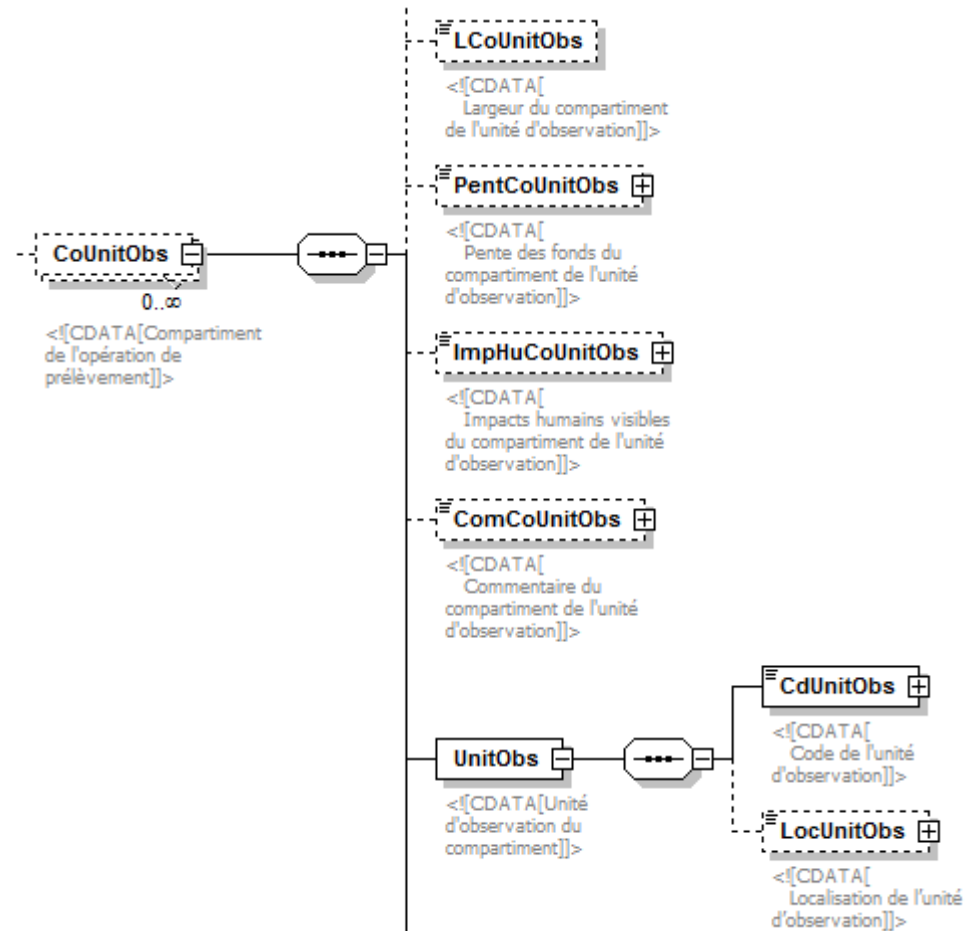 LCoUnitObs
<![CDATA[
Largeur du compartiment
de l'unité d'observation]]>
PentCoUnitObs
<![CDATA[
Pente des fonds du
compartiment de l'unité
d'observation]]>
CoUnitObs
0..∞
<![CDATA[Compartiment
de l'opération de
prélèvement]]>
ImpHuCoUnitObs
<![CDATA[
Impacts humains visibles
du compartiment de l'unité
d'observation]]>
ComCoUnitObs
<![CDATA[
Commentaire du
compartiment de l'unité
d'observation]]>
UnitObs
<![CDATA[Unité
d'observation du
compartiment]]>
CdUnitObs
<![CDATA[
Code de l'unité
d'observation]]>
LocUnitObs
<![CDATA[
Localisation de l’unité
d’observation]]>